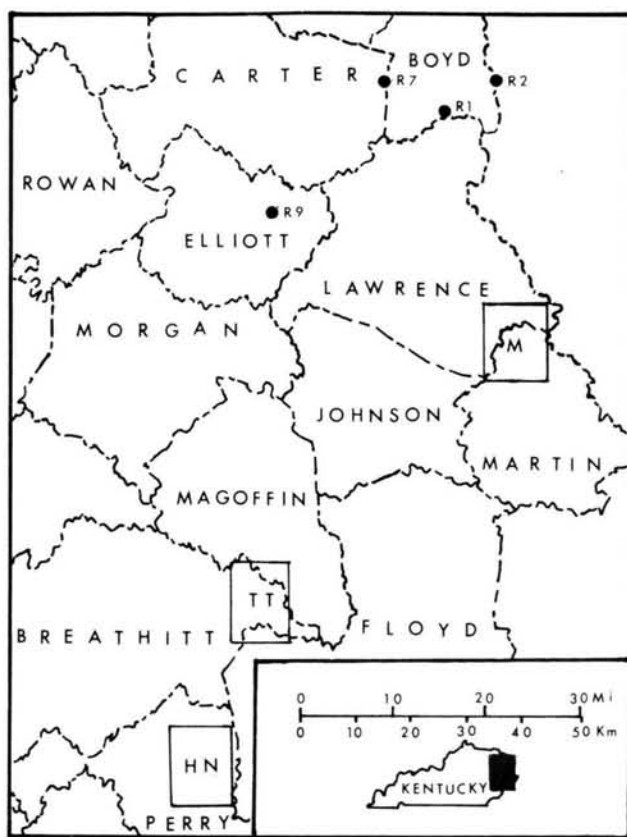 BOYD
CARTER
R7
R2
R1
ROWAN
R9
ELLIOTT
LAWRENCE
MORGAN
M
JOHNSON
MARTIN
MAGOFFIN
TT
BREATHITT
FLOYD
0 10 20 30 Mi
0 10 20 30 40 50 Km
HN
KENTUCKY
PERRY